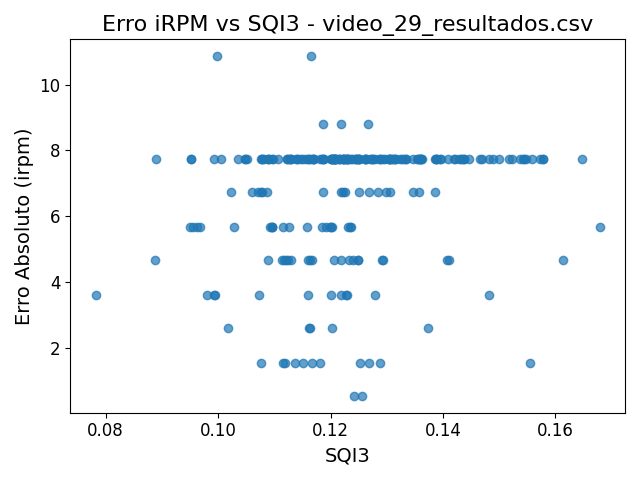 Erro iRPM vs SQI3 - video_29_resultados.csv
Erro Absoluto (irpm)
10
8
6
4
2
0.08 0.10 0.12 0.14 0.16
SQI3